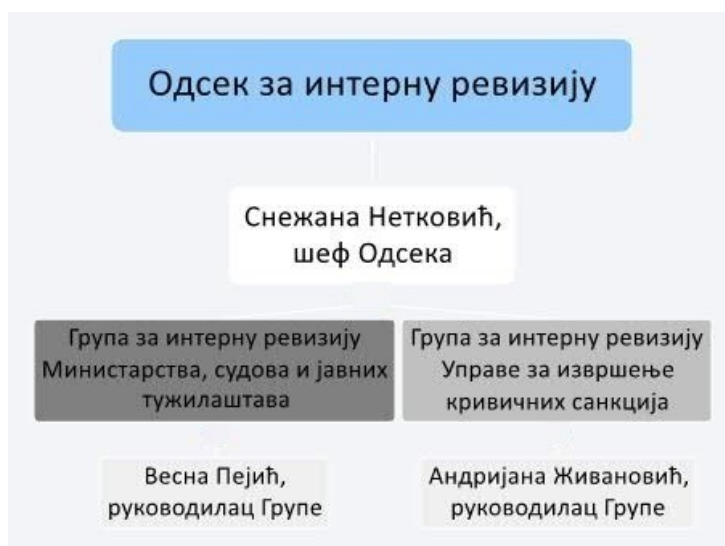 Одсек за интерну ревизију
Снежана Нетковић,
шеф Одсека
Група за интерну ревизију
Министарства, судова и јавних
тужилаштава
Група за интерну ревизију
Управе за извршење
кривичних санкција
Весна Пејић,
руководилац Групе
Андријана Живановић,
руководилац Групе